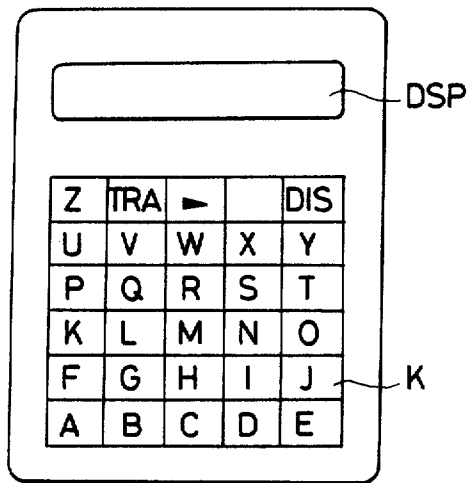 DSP
Z TRA ► DIS
U V W X Y
P Q R S T
K L M N O
F G H I J K
A B C D E